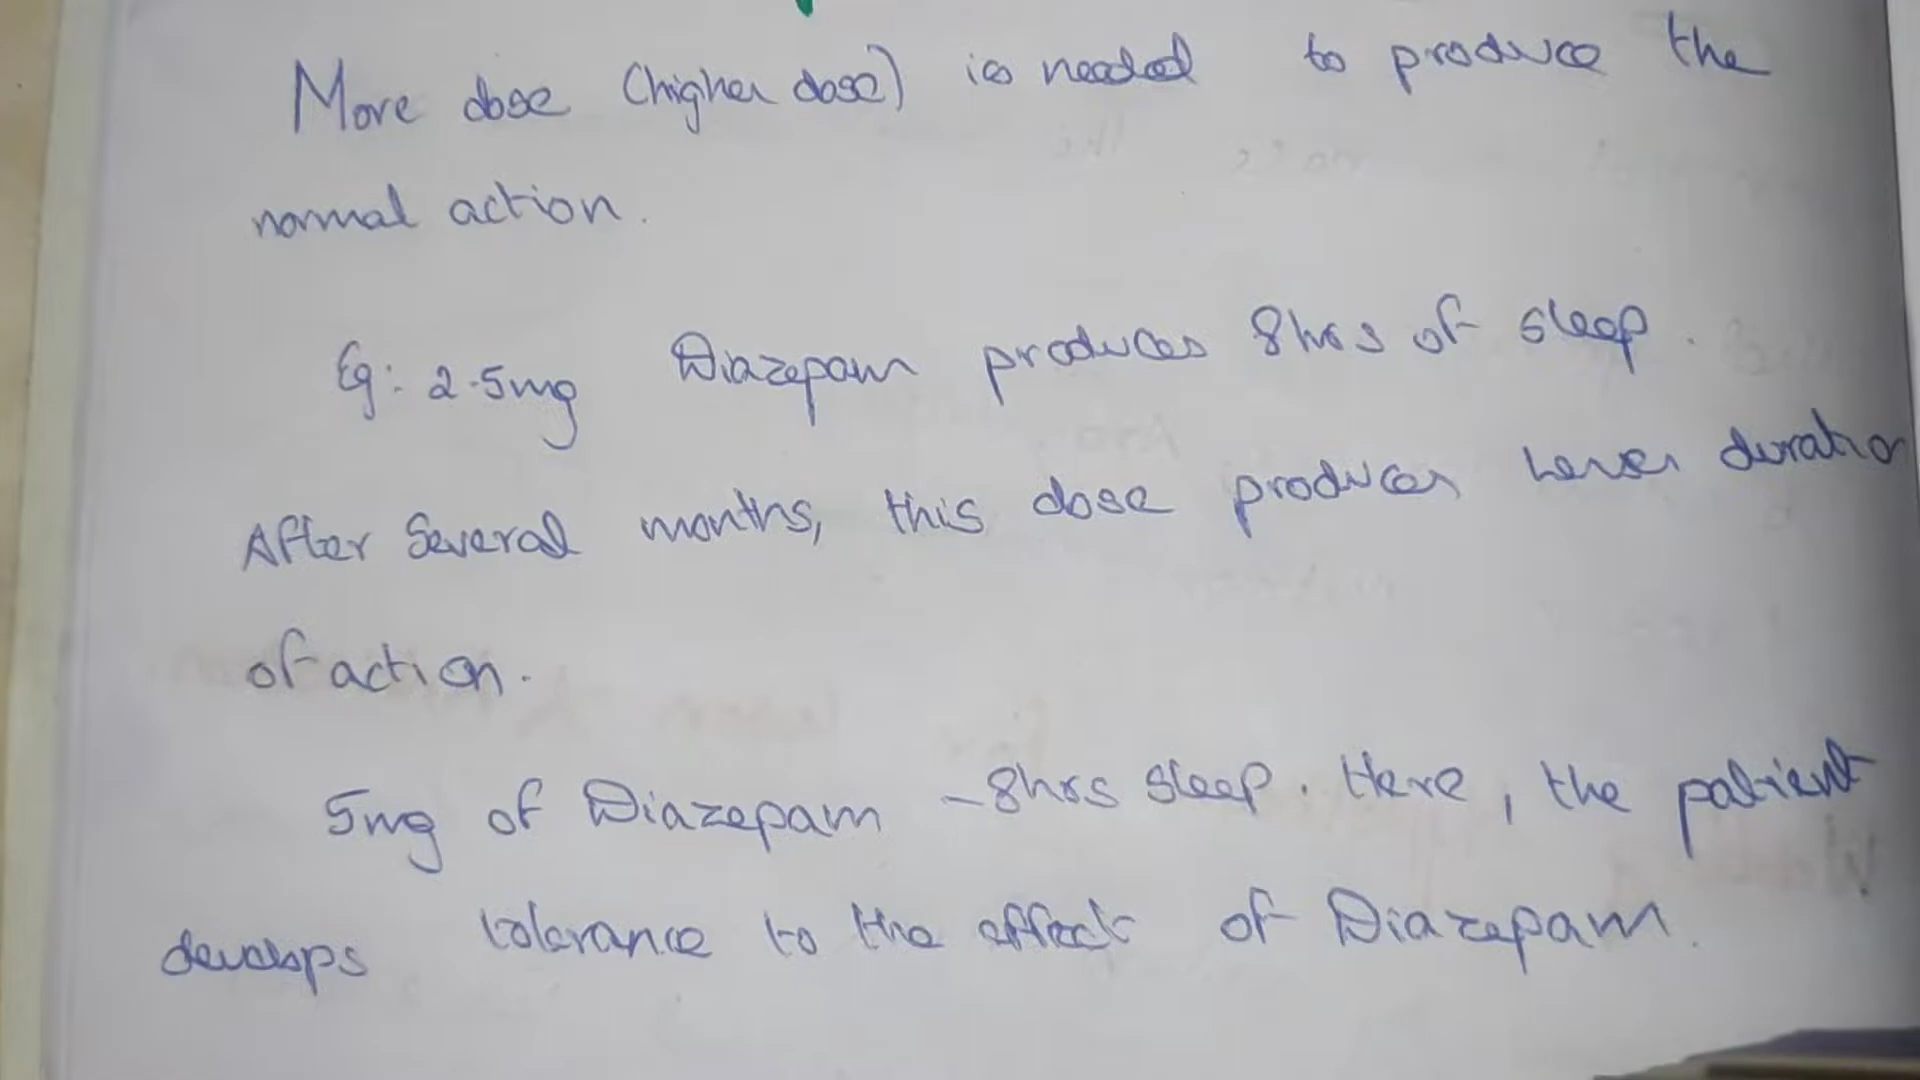 More dose (higher dose) is needed to produce the
normal action.
Eg: 2.5mg Diazepam produces 8hrs of sleep.
After Several months, this dose produces lesser duration
of action.
5mg of Diazepam - 8hrs sleep. Here, the patient
develops tolerance to the effect of Diazepam.